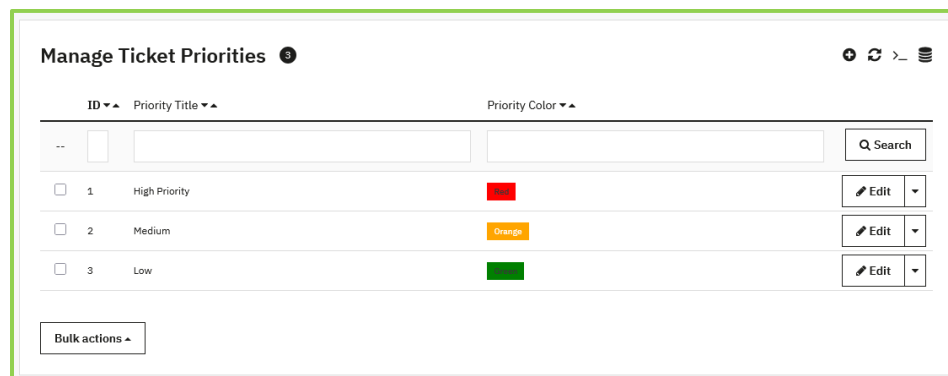 Manage Ticket Priorities 3
ID Priority Title Priority Color
-- Search
1 High Priority Red Edit
2 Medium Orange Edit
3 Low Green Edit
Bulk actions